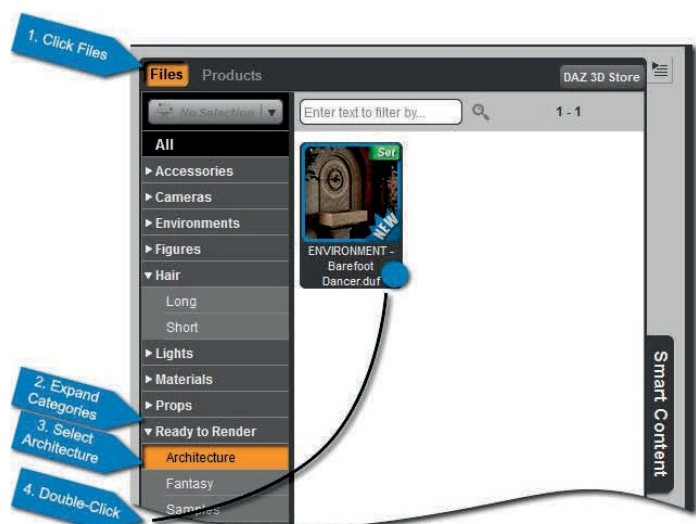 1. Click Files
Files Products
DAZ 3D Store
No Selection
Enter text to filter by...
1 - 1
All
Accessories
Cameras
Environments
Figures
Hair
Long
Short
Lights
Materials
Props
Ready to Render
Architecture
Fantasy
Samples
Set
NEW
ENVIRONMENT -
Barefoot
Dancer.duf
Smart Content
2. Expand
Categories
3. Select
Architecture
4. Double-Click